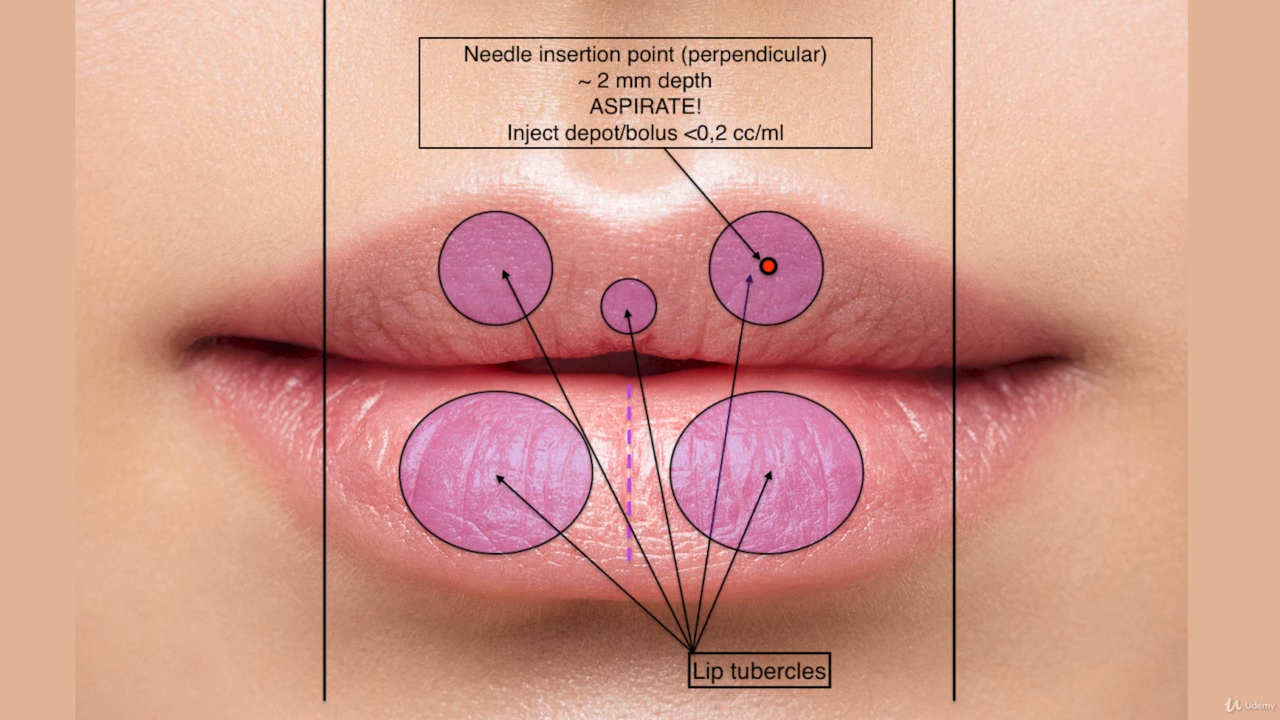 Needle insertion point (perpendicular)
~ 2 mm depth
ASPIRATE!
Inject depot/bolus <0,2 cc/ml
Lip tubercles
Udemy